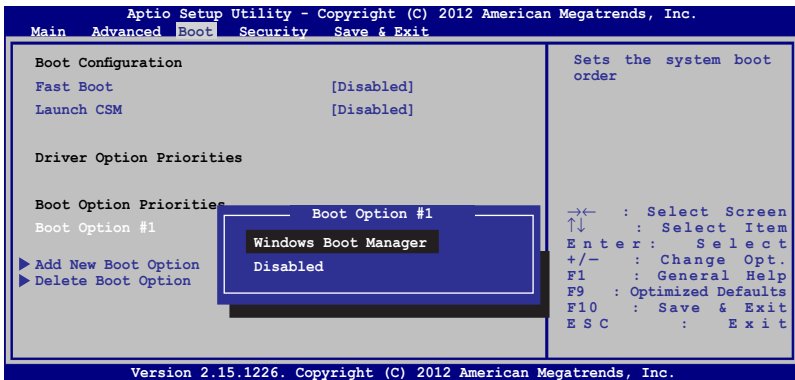 Aptio Setup Utility - Copyright (C) 2012 American Megatrends, Inc.
Main Advanced Boot Security Save & Exit
Boot Configuration
Fast Boot [Disabled]
Launch CSM [Disabled]
Driver Option Priorities
Boot Option Priorities
Boot Option #1
Add New Boot Option
Delete Boot Option
Boot Option #1
Windows Boot Manager
Disabled
Sets the system boot
order
→← : Select Screen
↑↓ : Select Item
Enter: Select
+/— : Change Opt.
F1 : General Help
F9 : Optimized Defaults
F10 : Save & Exit
ESC : Exit
Version 2.15.1226. Copyright (C) 2012 American Megatrends, Inc.